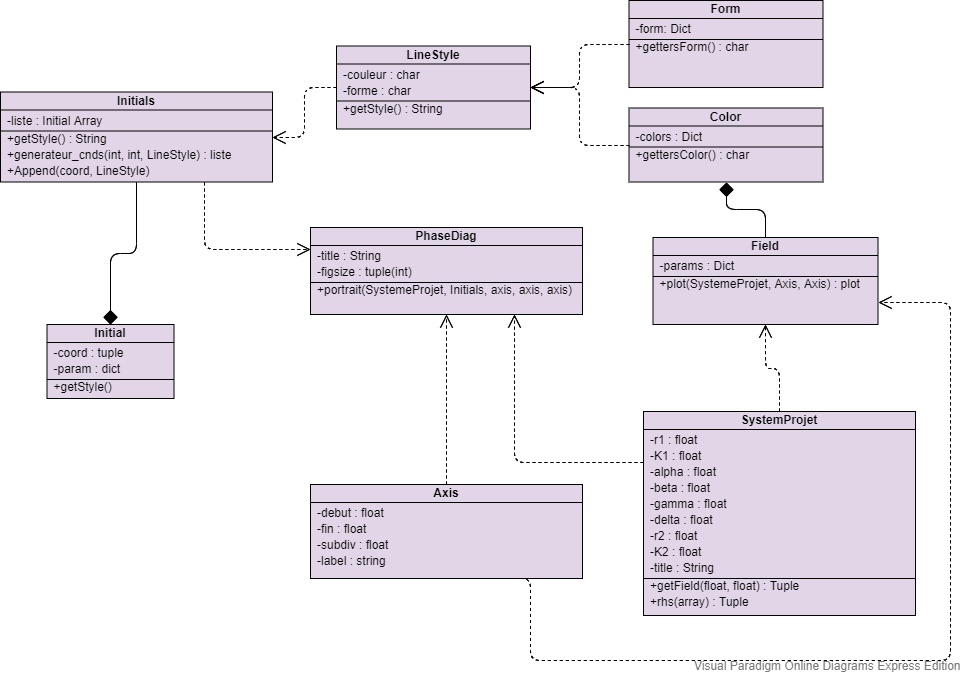 Form
-form: Dict
+gettersForm() : char
LineStyle
-couleur : char
-forme : char
+getStyle() : String
Initials
-liste : Initial Array
+getStyle() : String
+generateur_cnds(int, int, LineStyle) : liste
+Append(coord, LineStyle)
Color
-colors : Dict
+gettersColor() : char
PhaseDiag
-title : String
-figsize : tuple(int)
+portrait(SystemeProjet, Initials, axis, axis, axis)
Field
-params : Dict
+plot(SystemeProjet, Axis, Axis) : plot
Initial
-coord : tuple
-param : dict
+getStyle()
SystemProjet
-r1 : float
-K1 : float
-alpha : float
-beta : float
-gamma : float
-delta : float
-r2 : float
-K2 : float
-title : String
+getField(float, float) : Tuple
+rhs(array) : Tuple
Axis
-debut : float
-fin : float
-subdiv : float
-label : string
Visual Paradigm Online Diagrams Express Edition